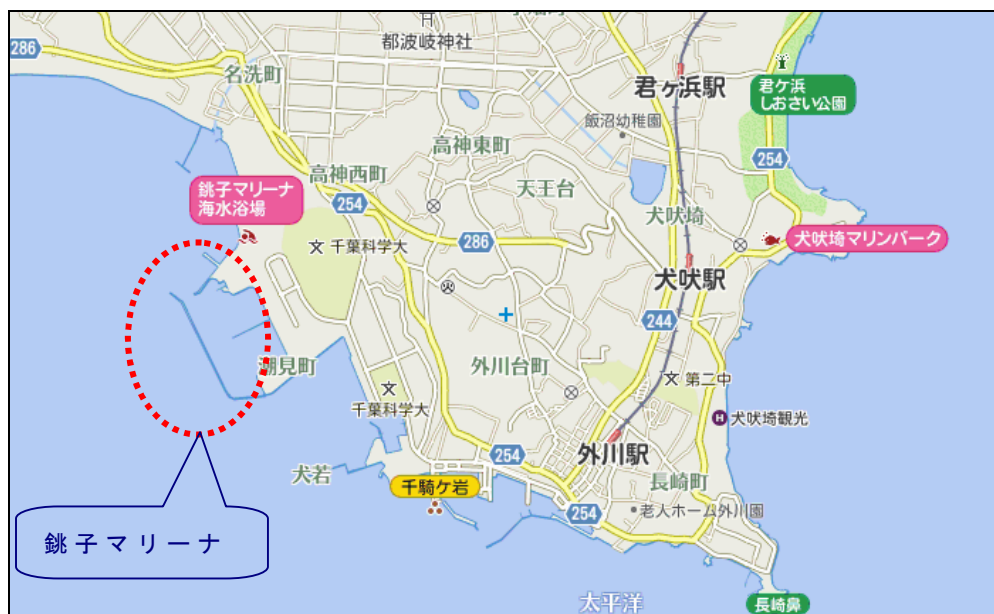 286
都波岐神社
名洗町
君ヶ浜駅
君ケ浜
しおさい公園
飯沼幼稚園
高神東町
254
高神西町
銚子マリーナ
海水浴場
254
天王台
犬吠埼
千葉科学大
286
犬吠埼マリンパーク
犬吠駅
244
潮見町
外川台町
第二中
千葉科学大
H
犬吠埼観光
外川駅
254
犬若
千騎ケ岩
長崎町
254
老人ホーム外川園
銚子マリーナ
太平洋
長崎鼻